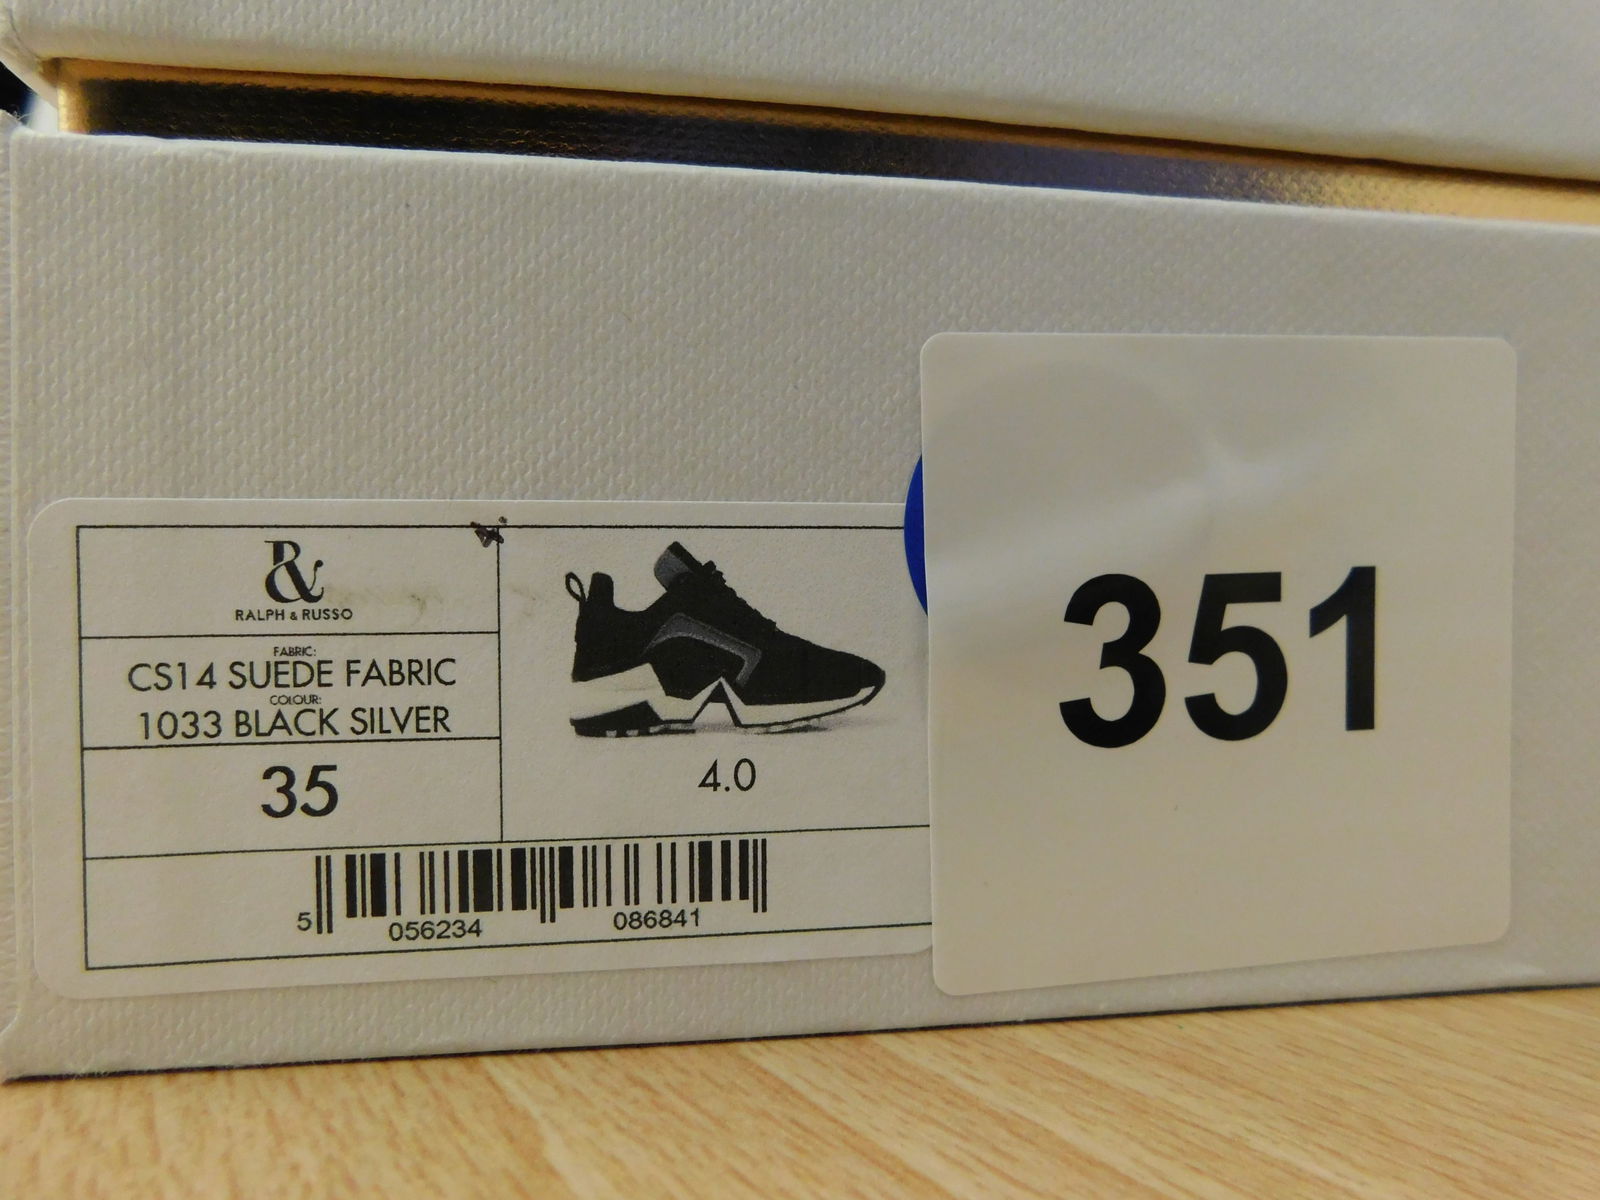 R&
RALPH & RUSSO
FABRIC:
CS14 SUEDE FABRIC
COLOUR:
1033 BLACK SILVER
35
4.0
5 056234 086841
351